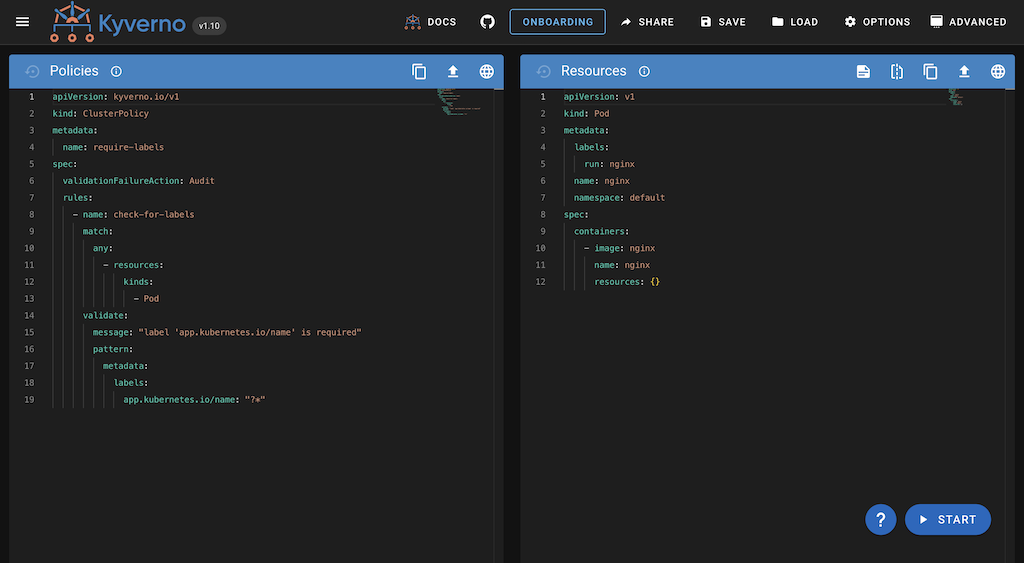 Kyverno v1.10 DOCS ONBOARDING SHARE SAVE LOAD OPTIONS ADVANCED
Policies
1 apiVersion: kyverno.io/v1
2 kind: ClusterPolicy
3 metadata:
4 name: require-labels
5 spec:
6 validationFailureAction: Audit
7 rules:
8 - name: check-for-labels
9 match:
10 any:
11 - resources:
12 kinds:
13 - Pod
14 validate:
15 message: "label 'app.kubernetes.io/name' is required"
16 pattern:
17 metadata:
18 labels:
19 app.kubernetes.io/name: "?*"
Resources
1 apiVersion: v1
2 kind: Pod
3 metadata:
4 labels:
5 run: nginx
6 name: nginx
7 namespace: default
8 spec:
9 containers:
10 - image: nginx
11 name: nginx
12 resources: {}
? START